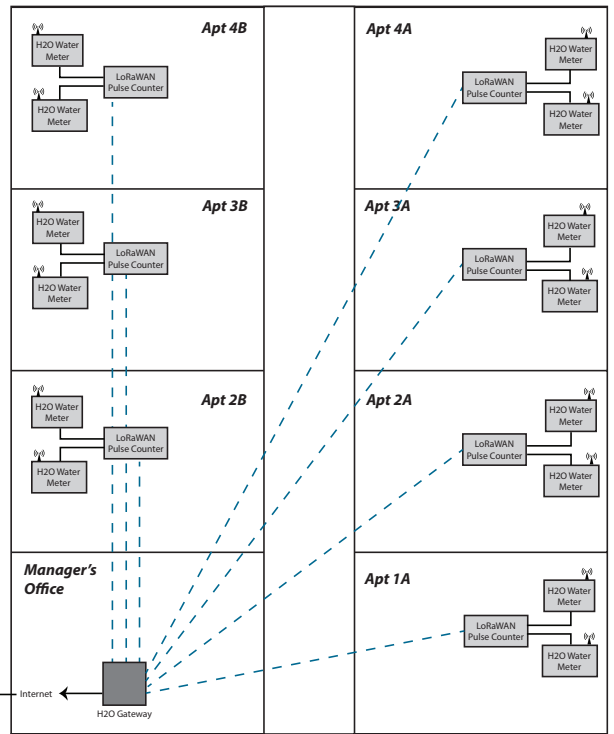 Apt 4B
H2O Water
Meter
LoRaWAN
Pulse Counter
H2O Water
Meter
Apt 4A
H2O Water
Meter
LoRaWAN
Pulse Counter
H2O Water
Meter
Apt 3B
H2O Water
Meter
LoRaWAN
Pulse Counter
H2O Water
Meter
Apt 3A
H2O Water
Meter
LoRaWAN
Pulse Counter
H2O Water
Meter
Apt 2B
H2O Water
Meter
LoRaWAN
Pulse Counter
H2O Water
Meter
Apt 2A
H2O Water
Meter
LoRaWAN
Pulse Counter
H2O Water
Meter
Manager's
Office
Internet
H2O Gateway
Apt 1A
H2O Water
Meter
LoRaWAN
Pulse Counter
H2O Water
Meter